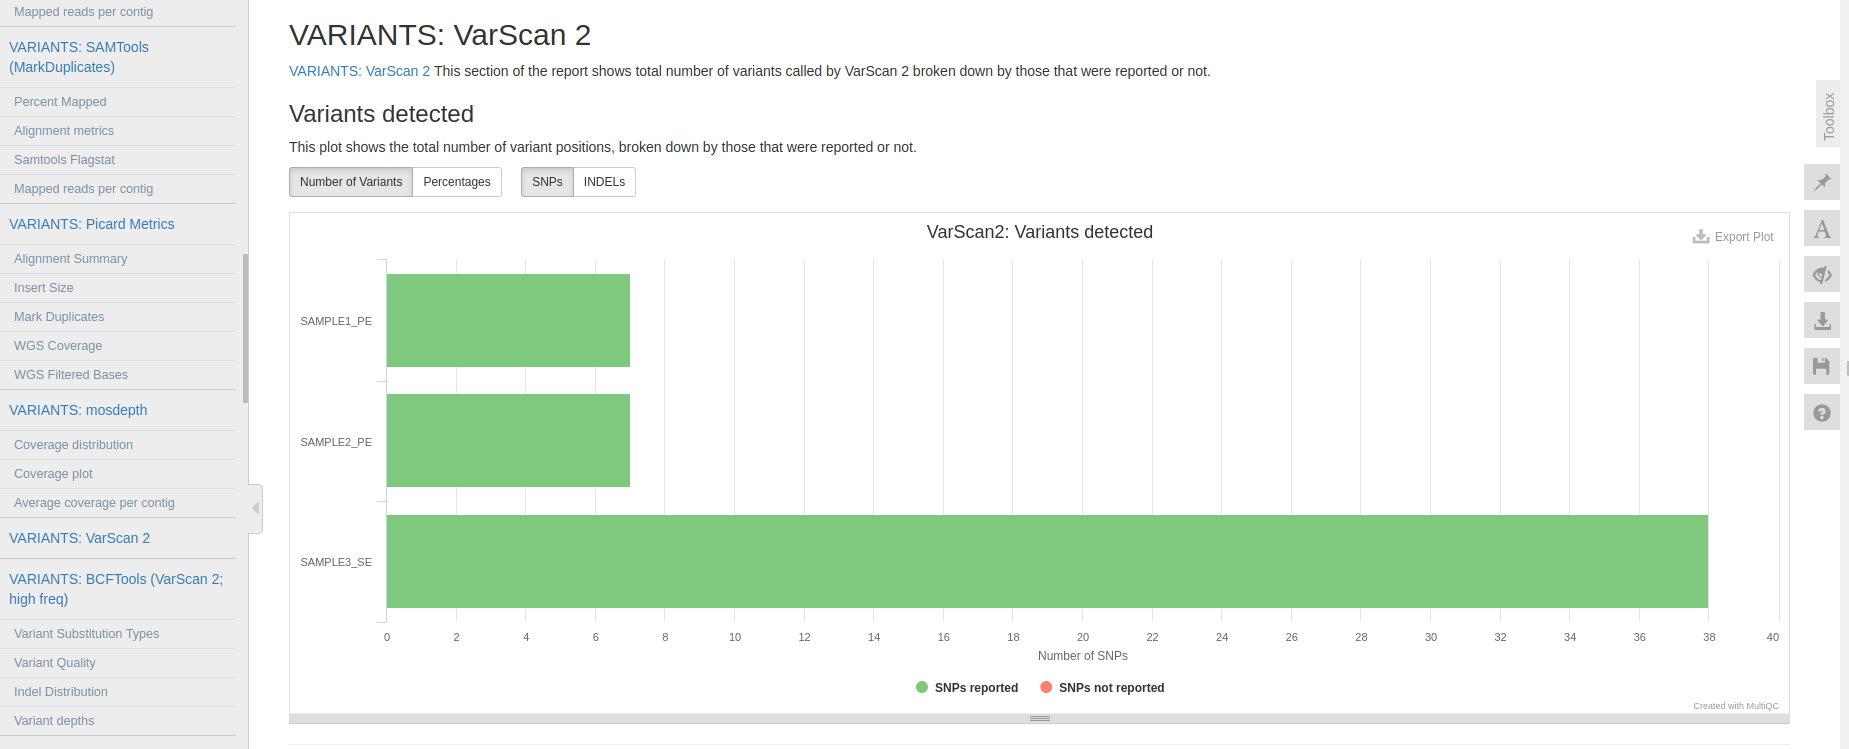 Mapped reads per contig
VARIANTS: SAMTools
(MarkDuplicates)
Percent Mapped
Alignment metrics
Samtools Flagstat
Mapped reads per contig
VARIANTS: Picard Metrics
Alignment Summary
Insert Size
Mark Duplicates
WGS Coverage
WGS Filtered Bases
VARIANTS: mosdepth
Coverage distribution
Coverage plot
Average coverage per contig
VARIANTS: VarScan 2
VARIANTS: BCFTools (VarScan 2;
high freq)
Variant Substitution Types
Variant Quality
Indel Distribution
Variant depths
VARIANTS: VarScan 2
VARIANTS: VarScan 2 This section of the report shows total number of variants called by VarScan 2 broken down by those that were reported or not.
Variants detected
This plot shows the total number of variant positions, broken down by those that were reported or not.
Number of Variants Percentages SNPs INDELs
VarScan2: Variants detected
Export Plot
SAMPLE1_PE
SAMPLE2_PE
SAMPLE3_SE
0 2 4 6 8 10 12 14 16 18 20 22 24 26 28 30 32 34 36 38 40
Number of SNPs
SNPs reported SNPs not reported
Created with MultiQC
Toolbox
A